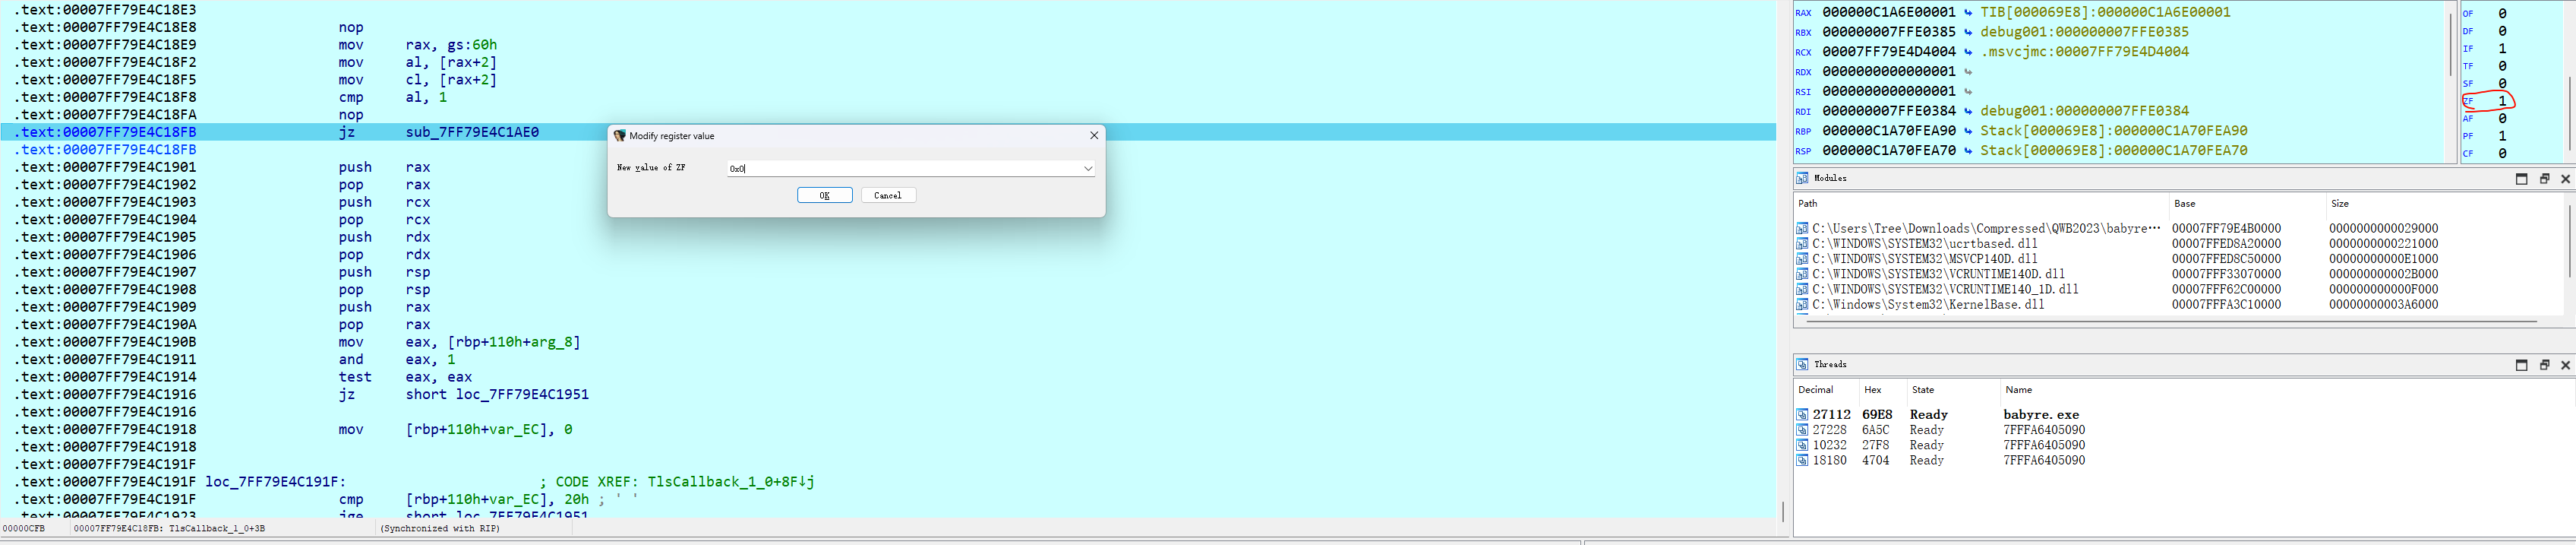 .text:00007FF79E4C18E3
.text:00007FF79E4C18E8 nop
.text:00007FF79E4C18E9 mov rax, gs:60h
.text:00007FF79E4C18F2 mov al, [rax+2]
.text:00007FF79E4C18F5 mov cl, [rax+2]
.text:00007FF79E4C18F8 cmp al, 1
.text:00007FF79E4C18FA nop
.text:00007FF79E4C18FB jz sub_7FF79E4C1AE0
.text:00007FF79E4C18FB
.text:00007FF79E4C1901 push rax
.text:00007FF79E4C1902 pop rax
.text:00007FF79E4C1903 push rcx
.text:00007FF79E4C1904 pop rcx
.text:00007FF79E4C1905 push rdx
.text:00007FF79E4C1906 pop rdx
.text:00007FF79E4C1907 push rsp
.text:00007FF79E4C1908 pop rsp
.text:00007FF79E4C1909 push rax
.text:00007FF79E4C190A pop rax
.text:00007FF79E4C190B mov eax, [rbp+110h+arg_8]
.text:00007FF79E4C1911 and eax, 1
.text:00007FF79E4C1914 test eax, eax
.text:00007FF79E4C1916 jz short loc_7FF79E4C1951
.text:00007FF79E4C1916
.text:00007FF79E4C1918 mov [rbp+110h+var_EC], 0
.text:00007FF79E4C1918
.text:00007FF79E4C191F
.text:00007FF79E4C191F loc_7FF79E4C191F: ; CODE XREF: TlsCallback_1_0+8F↓j
.text:00007FF79E4C191F cmp [rbp+110h+var_EC], 20h ; ' '
.text:00007FF79E4C1923 jge short loc_7FF79E4C1951
00000CFB 00007FF79E4C18FB: TlsCallback_1_0+3B (Synchronized with RIP)
Modify register value
New value of ZF 0x0
OK Cancel
RAX 000000C1A6E00001 ↳ TIB[000069E8]:000000C1A6E00001
RBX 000000007FFE0385 ↳ debug001:000000007FFE0385
RCX 00007FF79E4D4004 ↳ .msvcjmc:00007FF79E4D4004
RDX 0000000000000001 ↳
RSI 0000000000000001 ↳
RDI 000000007FFE0384 ↳ debug001:000000007FFE0384
RBP 000000C1A70FEA90 ↳ Stack[000069E8]:000000C1A70FEA90
RSP 000000C1A70FEA70 ↳ Stack[000069E8]:000000C1A70FEA70
OF 0
DF 0
IF 1
TF 0
SF 0
ZF 1
AF 0
PF 1
CF 0
Modules
Path Base Size
C:\Users\Tree\Downloads\Compressed\QWB2023\babyre··· 00007FF79E4B0000 0000000000029000
C:\WINDOWS\SYSTEM32\ucrtbased.dll 00007FFED8A20000 0000000000221000
C:\WINDOWS\SYSTEM32\MSVCP140D.dll 00007FFED8C50000 00000000000E1000
C:\WINDOWS\SYSTEM32\VCRUNTIME140D.dll 00007FFF33070000 000000000002B000
C:\WINDOWS\SYSTEM32\VCRUNTIME140_1D.dll 00007FFF62C00000 000000000000F000
C:\Windows\System32\KernelBase.dll 00007FFFA3C10000 00000000003A6000
Threads
Decimal Hex State Name
27112 69E8 Ready babyre.exe
27228 6A5C Ready 7FFFA6405090
10232 27F8 Ready 7FFFA6405090
18180 4704 Ready 7FFFA6405090